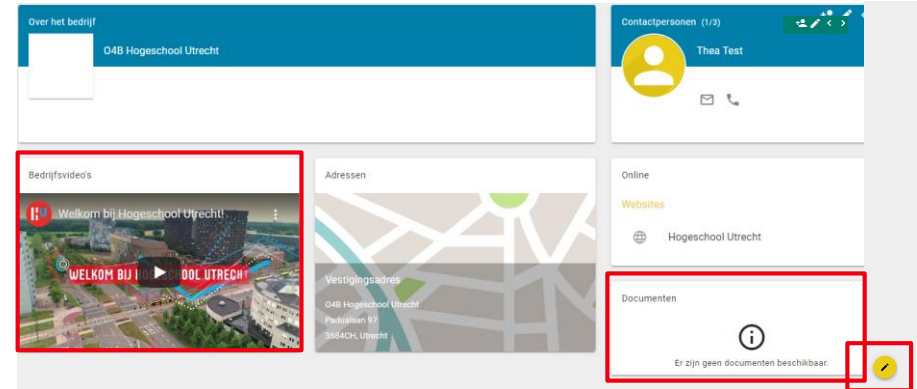 Over het bedrijf
O4B Hogeschool Utrecht
Contactpersonen (1/3)
Thea Test
Bedrijfsvideo's
Welkom bij Hogeschool Utrecht!
WELKOM BIJ HOGESCHOOL UTRECHT
Adressen
Vestigingsadres
O4B Hogeschool Utrecht
Padualaan 97
3584CH, Utrecht
Online
Websites
Hogeschool Utrecht
Documenten
Er zijn geen documenten beschikbaar.